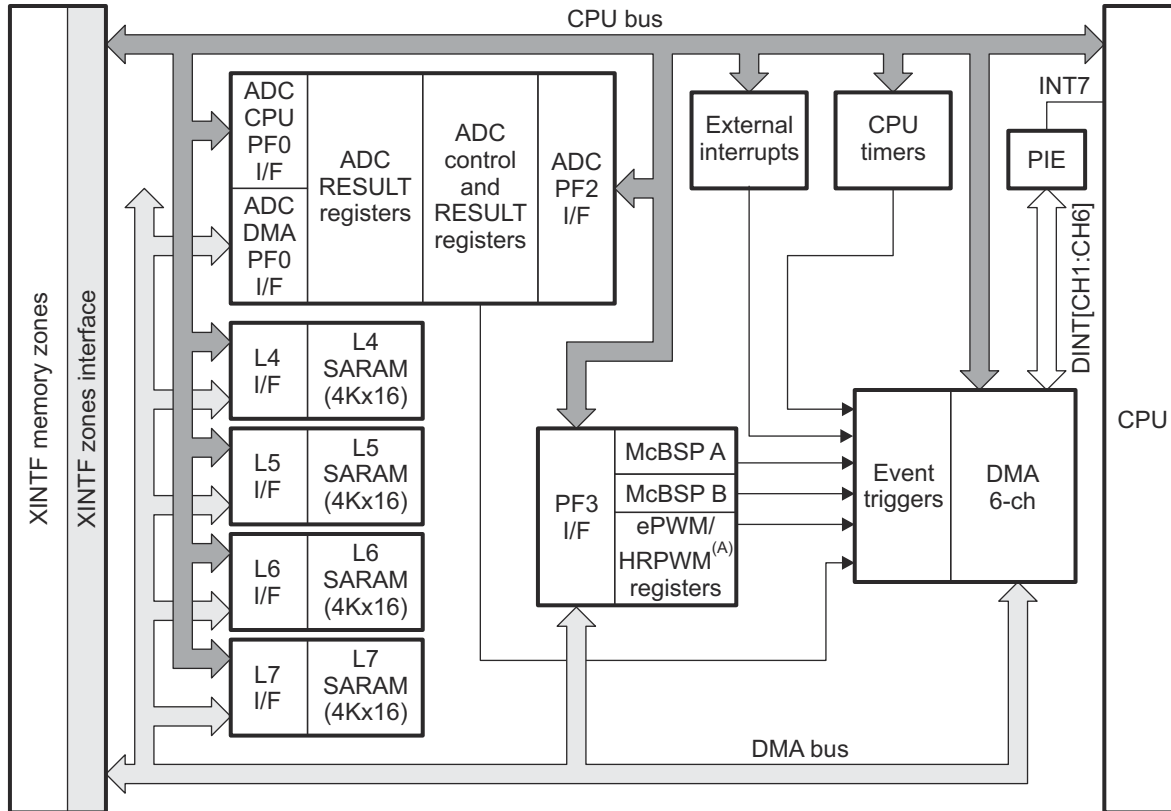 CPU bus
XINTF memory zones
XINTF zones interface
ADC
CPU
PF0
I/F
ADC
DMA
PF0
I/F
ADC
RESULT
registers
ADC
control
and
RESULT
registers
ADC
PF2
I/F
External
interrupts
CPU
timers
INT7
PIE
DINT[CH1:CH6]
CPU
L4
I/F
L4
SARAM
(4Kx16)
L5
I/F
L5
SARAM
(4Kx16)
L6
I/F
L6
SARAM
(4Kx16)
L7
I/F
L7
SARAM
(4Kx16)
PF3
I/F
McBSP A
McBSP B
ePWM/
HRPWM(A)
registers
Event
triggers
DMA
6-ch
DMA bus